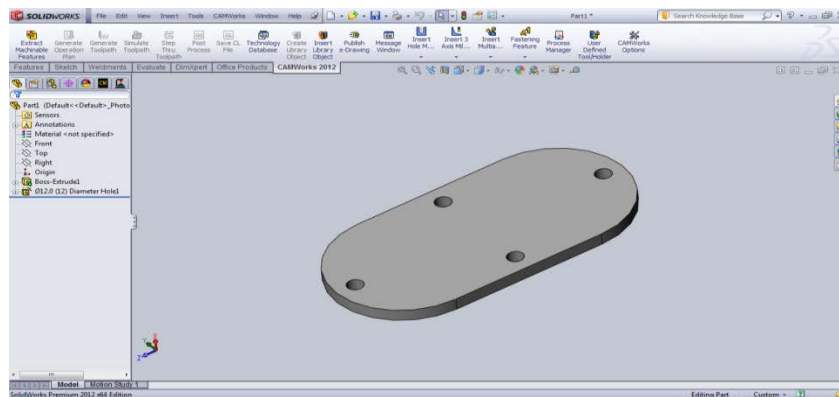 SOLIDWORKS File Edit View Insert Tools CAMWorks Window Help Part1 * Search Knowledge Base
Extract Machinable Features
Generate Operation Plan
Generate Toolpath
Simulate Toolpath
Step Thru Toolpath
Post Process
Save CL File
Technology Database
Create Library Object
Insert Library Object
Publish e-Drawing
Message Window
Insert Hole M...
Insert 3 Axis Mil...
Insert Multia...
Fastening Feature
Process Manager
User Defined Tool/Holder
CAMWorks Options
Features Sketch Weldments Evaluate DimXpert Office Products CAMWorks 2012
Part1 (Default<<Default>_Photo
Sensors
Annotations
Material <not specified>
Front
Top
Right
Origin
Boss-Extrude1
Ø12.0 (12) Diameter Hole1
Y
X
Z
Model Motion Study 1
SolidWorks Premium 2012 x64 Edition Editing Part Custom